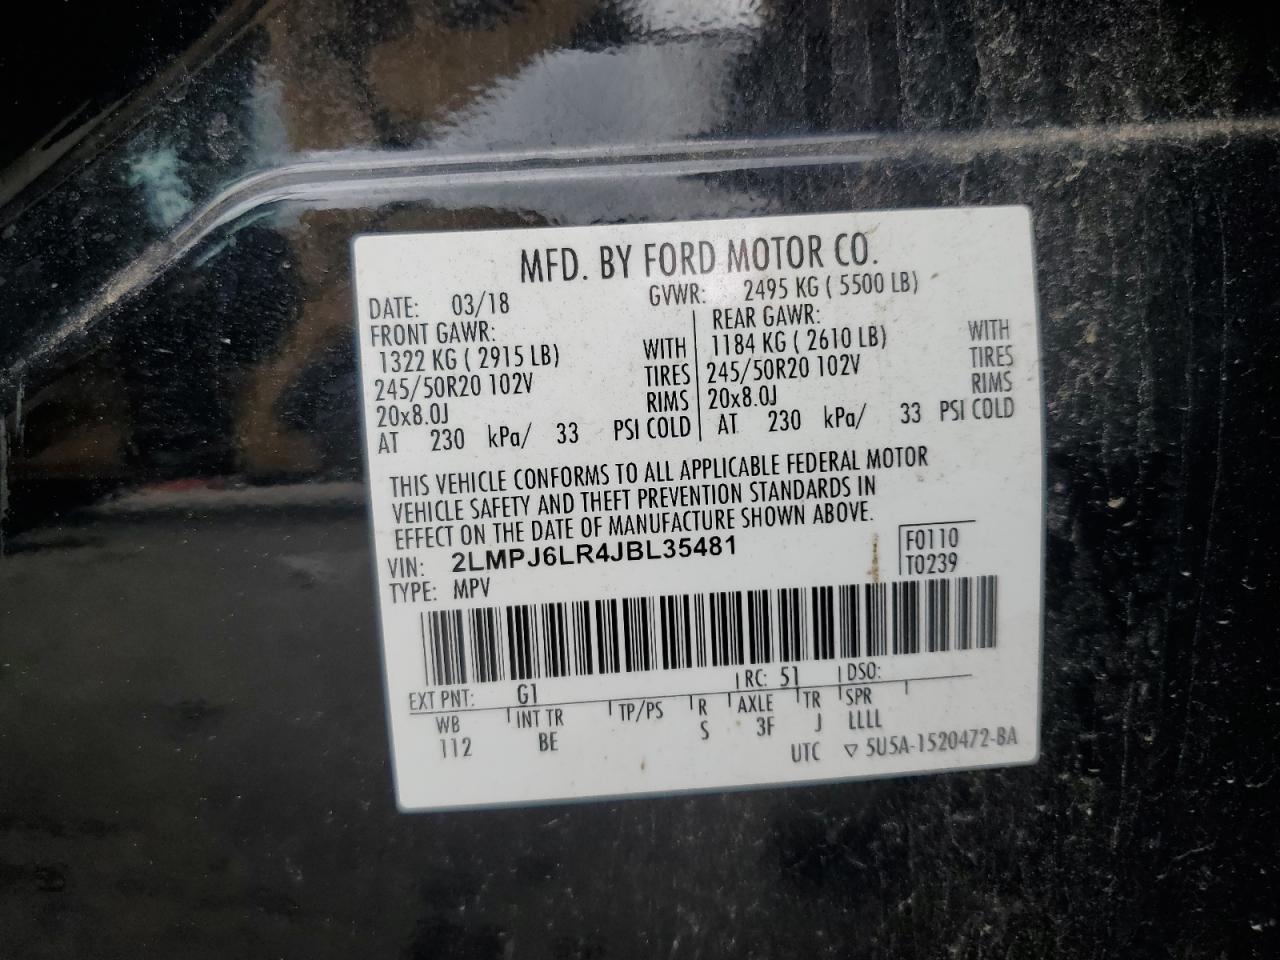 MFD. BY FORD MOTOR CO.
DATE: 03/18 GVWR: 2495 KG ( 5500 LB)
FRONT GAWR: REAR GAWR:
1322 KG ( 2915 LB) WITH 1184 KG ( 2610 LB) WITH
245/50R20 102V TIRES 245/50R20 102V TIRES
20x8.0J RIMS 20x8.0J RIMS
AT 230 kPa/ 33 PSI COLD AT 230 kPa/ 33 PSI COLD
THIS VEHICLE CONFORMS TO ALL APPLICABLE FEDERAL MOTOR
VEHICLE SAFETY AND THEFT PREVENTION STANDARDS IN
EFFECT ON THE DATE OF MANUFACTURE SHOWN ABOVE.
VIN: 2LMPJ6LR4JBL35481 F0110
TYPE: MPV T0239
EXT PNT: G1 RC: 51 DSO:
WB INT TR TP/PS R AXLE TR SPR
112 BE S 3F J LLLL
UTC ▽ 5U5A-1520472-BA